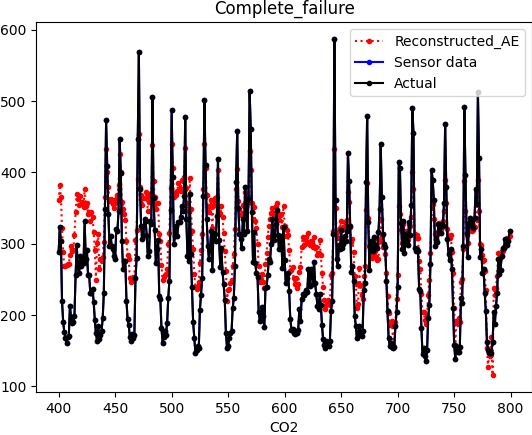 Complete_failure
Reconstructed_AE
Sensor data
Actual
600
500
400
300
200
100
400 450 500 550 600 650 700 750 800
CO2